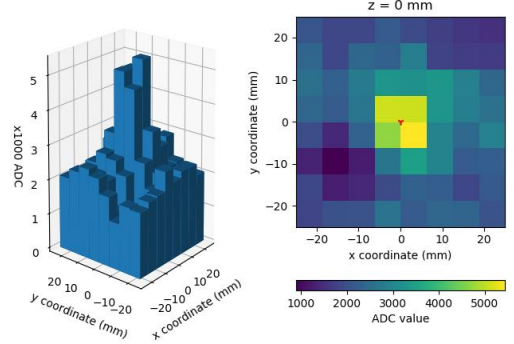 z = 0 mm
5
4
3
2
1
0
x1000 ADC
20 10 0 -10 -20
y coordinate (mm)
-20 -10 0 10 20
x coordinate (mm)
20
10
0
-10
-20
y coordinate (mm)
-20 -10 0 10 20
x coordinate (mm)
1000 2000 3000 4000 5000
ADC value